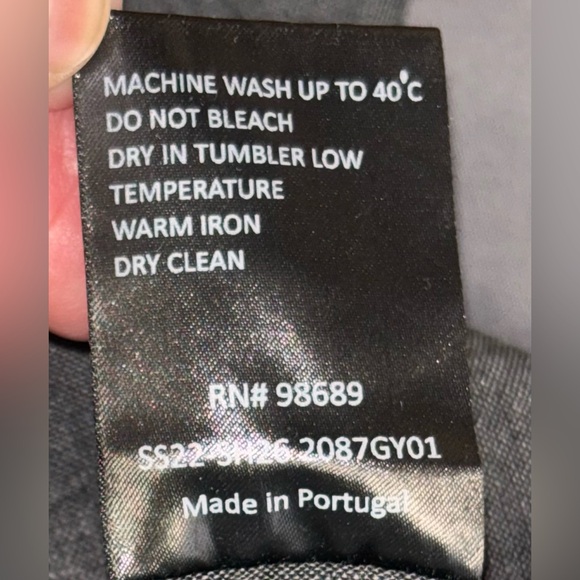 MACHINE WASH UP TO 40°C
DO NOT BLEACH
DRY IN TUMBLER LOW
TEMPERATURE
WARM IRON
DRY CLEAN
RN# 98689
SS22-SH26 2087GY01
Made in Portugal